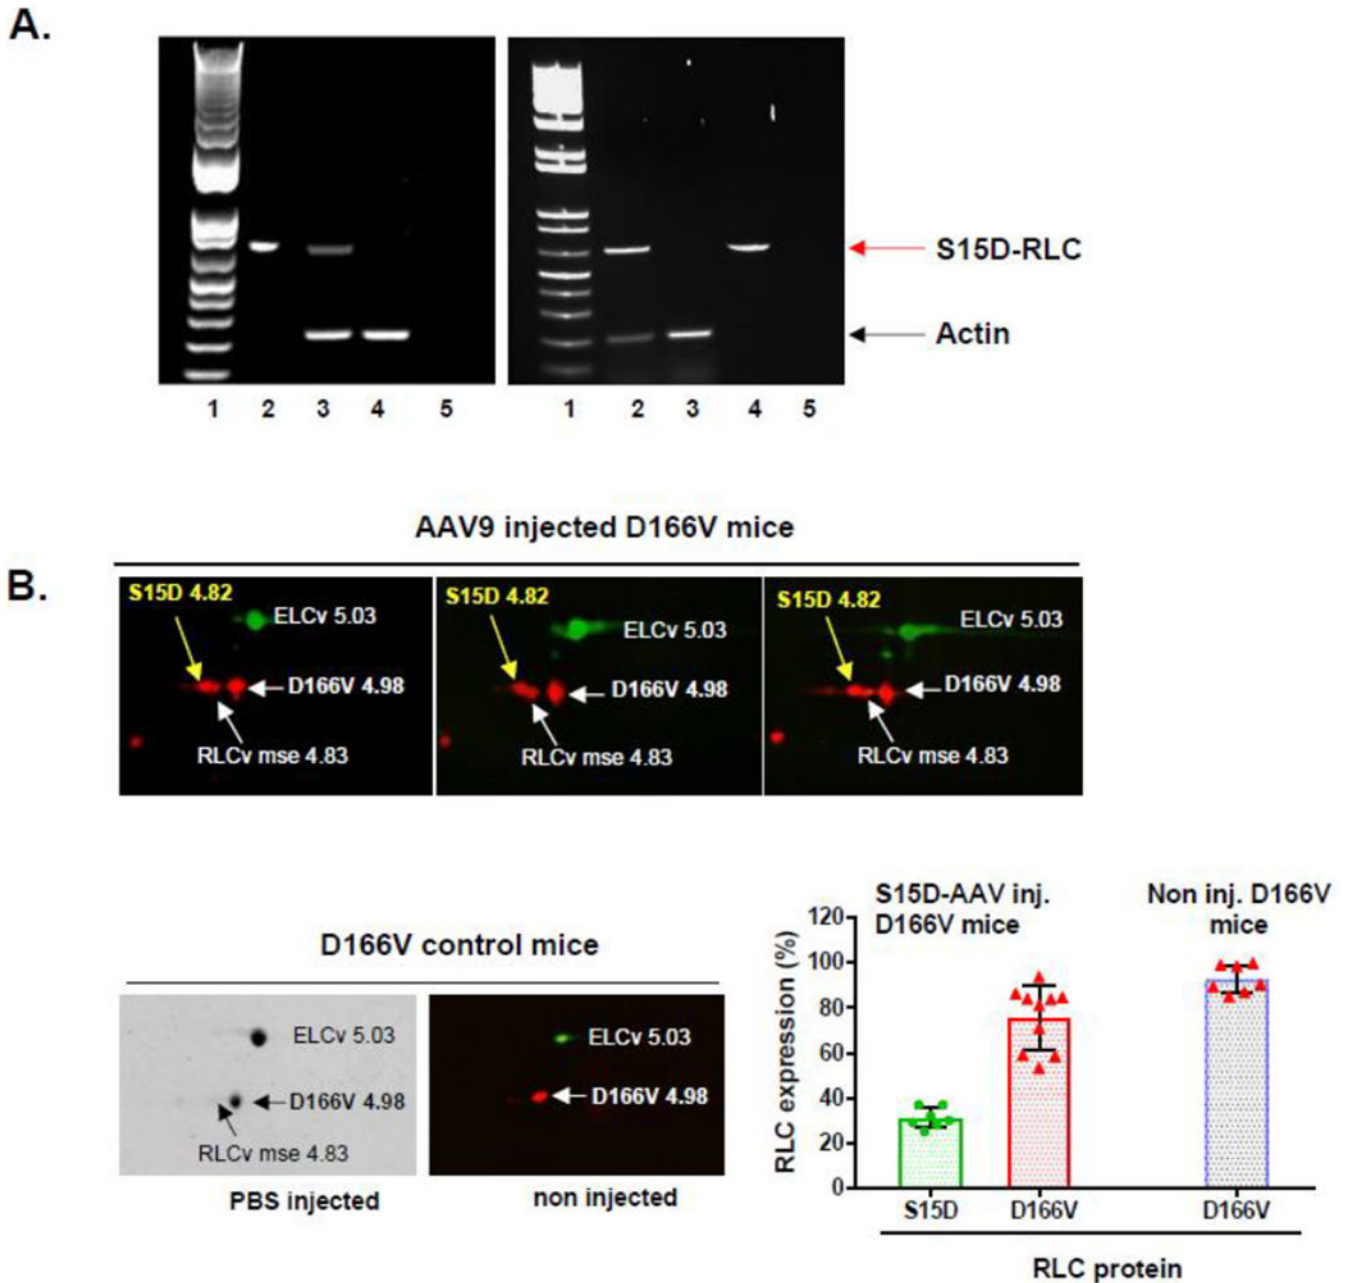 A.
S15D-RLC
Actin
1 2 3 4 5
1 2 3 4 5
AAV9 injected D166V mice
B.
S15D 4.82
ELCv 5.03
D166V 4.98
RLCv mse 4.83
S15D 4.82
ELCv 5.03
D166V 4.98
RLCv mse 4.83
S15D 4.82
ELCv 5.03
D166V 4.98
RLCv mse 4.83
D166V control mice
ELCv 5.03
D166V 4.98
RLCv mse 4.83
PBS injected
ELCv 5.03
D166V 4.98
non injected
S15D-AAV inj.
D166V mice
Non inj. D166V
mice
RLC expression (%)
120
100
80
60
40
20
0
S15D
D166V
D166V
RLC protein